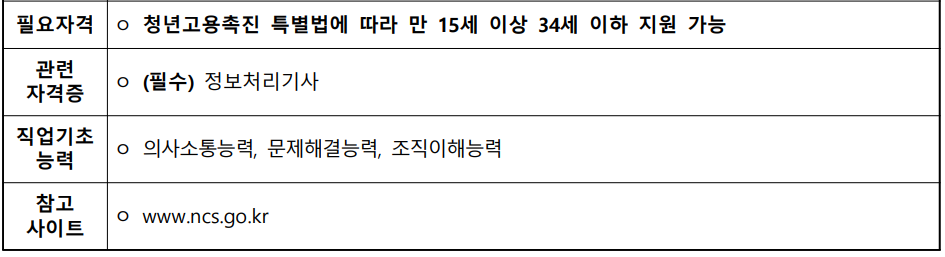 필요자격 ㅇ 청년고용촉진 특별법에 따라 만 15세 이상 34세 이하 지원 가능
관련
자격증
ㅇ (필수) 정보처리기사
직업기초
능력
ㅇ 의사소통능력, 문제해결능력, 조직이해능력
참고
사이트
ㅇ www.ncs.go.kr